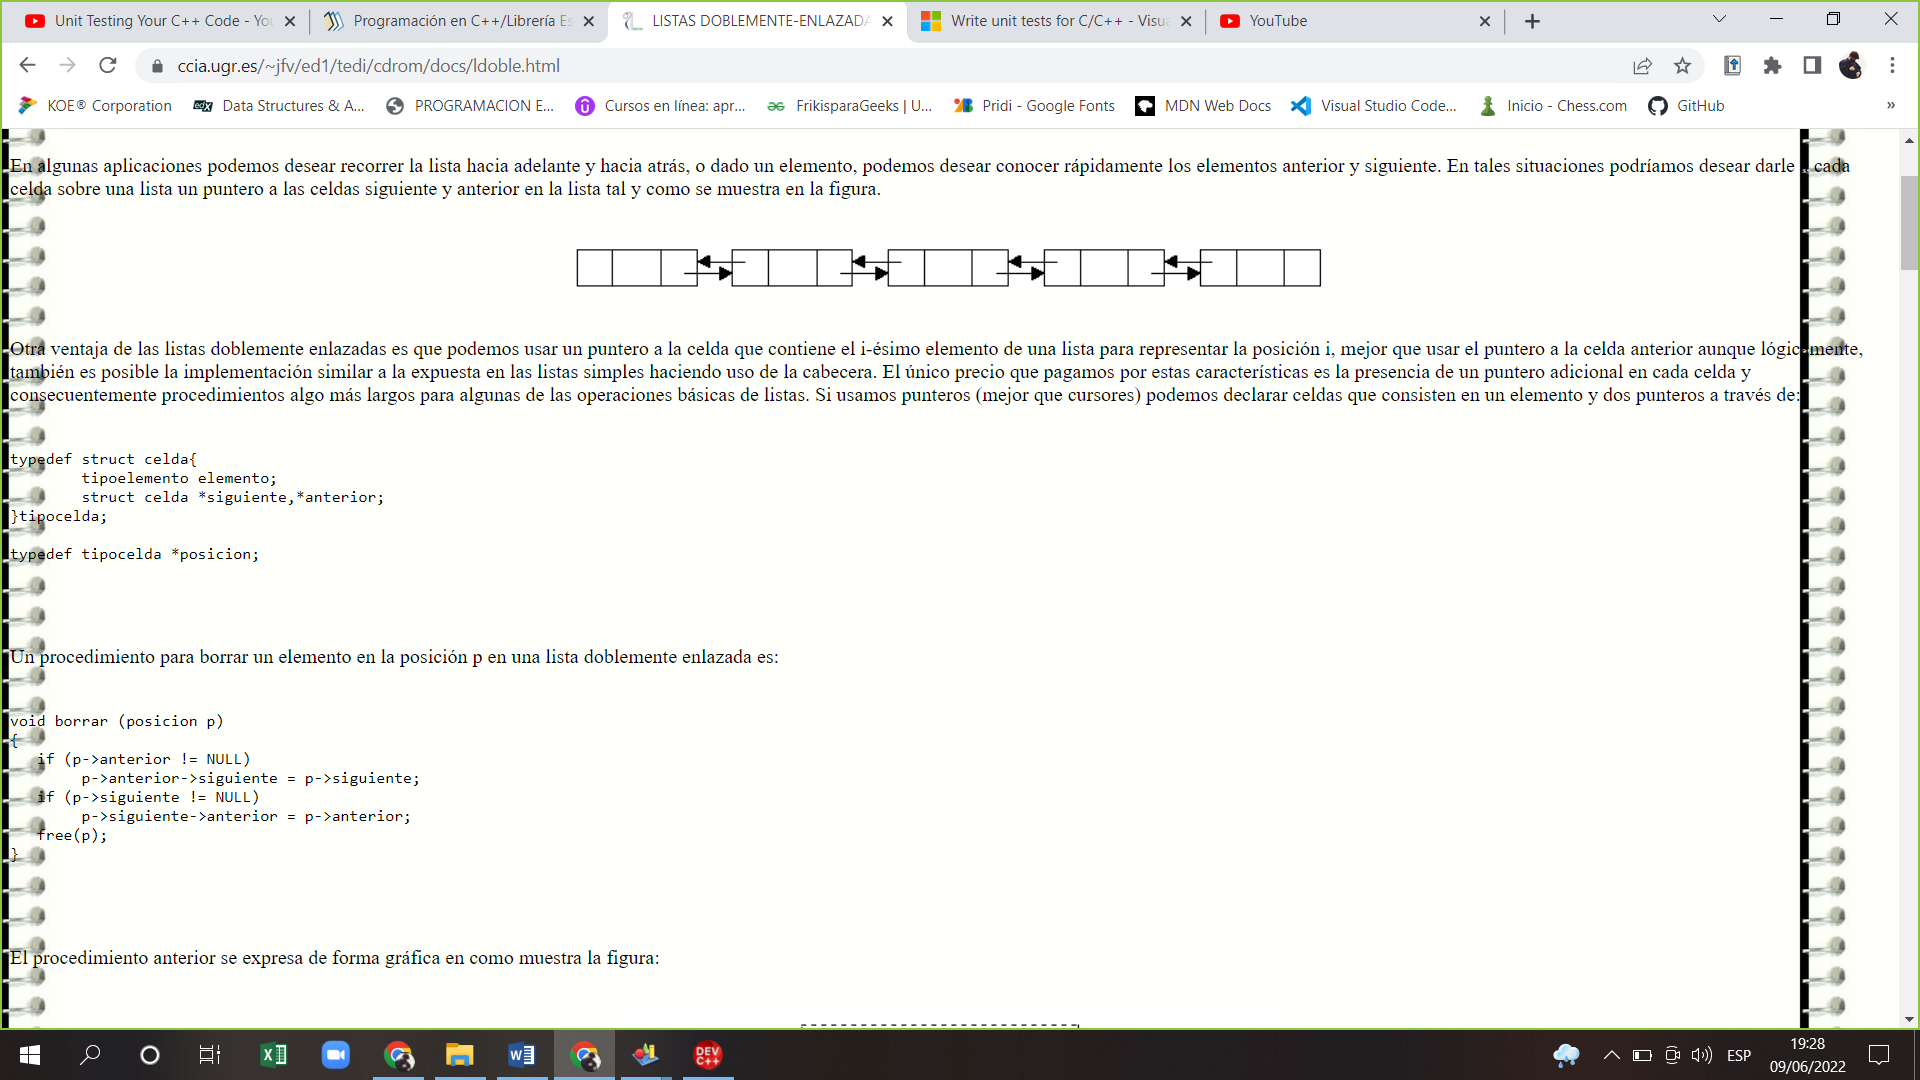 Unit Testing Your C++ Code - You
Programación en C++/Librería Es
LISTAS DOBLEMENTE-ENLAZADA
Write unit tests for C/C++ - Visua
YouTube
ccia.ugr.es/~jfv/ed1/tedi/cdrom/docs/ldoble.html
KOE® Corporation
Data Structures & A...
PROGRAMACION E...
Cursos en línea: apr...
FrikisparaGeeks | U...
Pridi - Google Fonts
MDN Web Docs
Visual Studio Code...
Inicio - Chess.com
GitHub
»
En algunas aplicaciones podemos desear recorrer la lista hacia adelante y hacia atrás, o dado un elemento, podemos desear conocer rápidamente los elementos anterior y siguiente. En tales situaciones podríamos desear darle a cada
celda sobre una lista un puntero a las celdas siguiente y anterior en la lista tal y como se muestra en la figura.
Otra ventaja de las listas doblemente enlazadas es que podemos usar un puntero a la celda que contiene el i-ésimo elemento de una lista para representar la posición i, mejor que usar el puntero a la celda anterior aunque lógicamente,
también es posible la implementación similar a la expuesta en las listas simples haciendo uso de la cabecera. El único precio que pagamos por estas características es la presencia de un puntero adicional en cada celda y
consecuentemente procedimientos algo más largos para algunas de las operaciones básicas de listas. Si usamos punteros (mejor que cursores) podemos declarar celdas que consisten en un elemento y dos punteros a través de:
typedef struct celda{
tipoelemento elemento;
struct celda *siguiente,*anterior;
}tipocelda;
typedef tipocelda *posicion;
Un procedimiento para borrar un elemento en la posición p en una lista doblemente enlazada es:
void borrar (posicion p)
{
if (p->anterior != NULL)
p->anterior->siguiente = p->siguiente;
if (p->siguiente != NULL)
p->siguiente->anterior = p->anterior;
free(p);
}
El procedimiento anterior se expresa de forma gráfica en como muestra la figura:
DEV
C++
ESP
19:28
09/06/2022